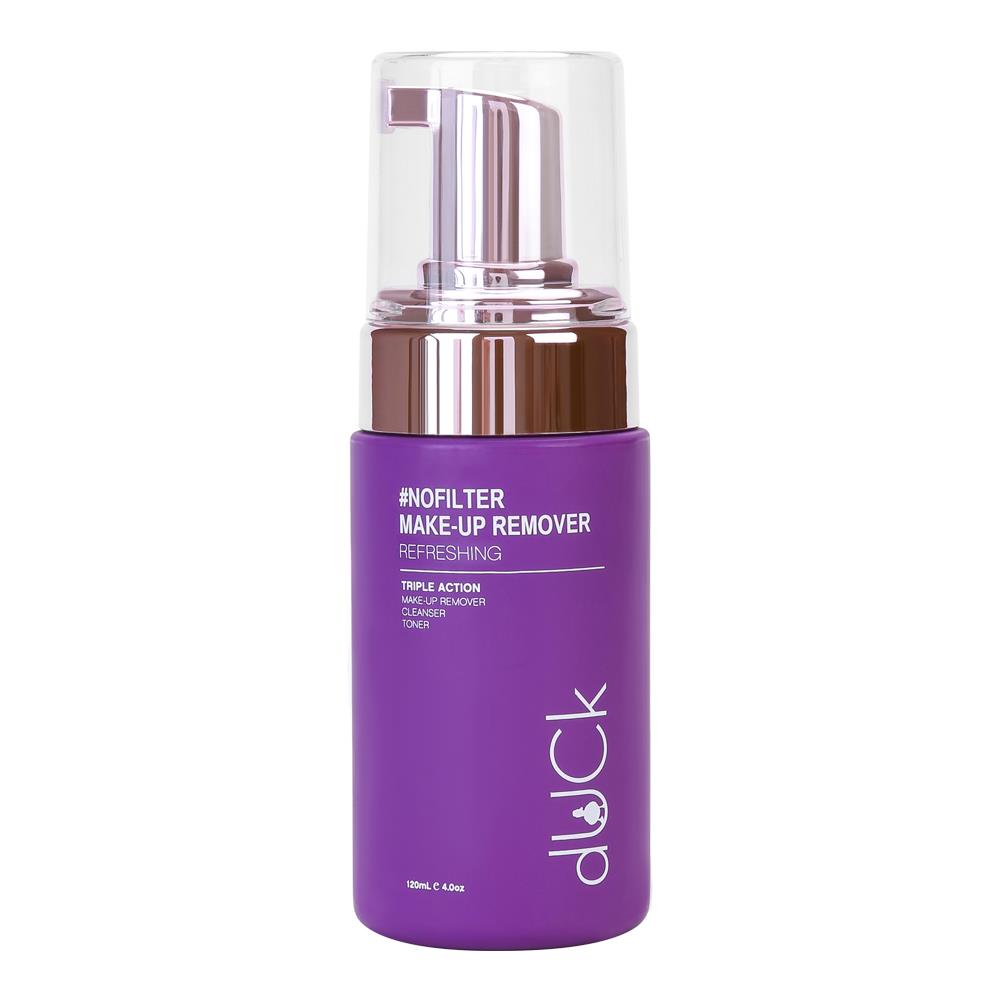 #NOFILTER
MAKE-UP REMOVER
REFRESHING
TRIPLE ACTION
MAKE-UP REMOVER
CLEANSER
TONER
dUCk
120mL ℮ 4.0oz